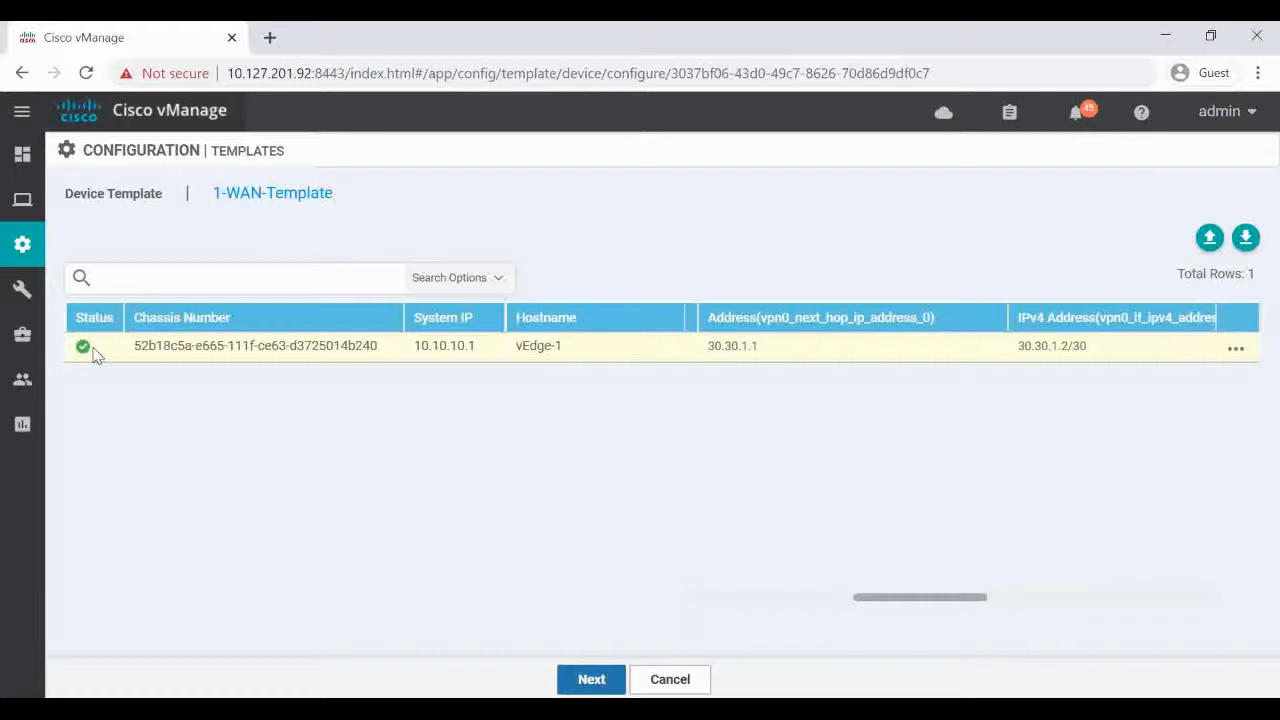 Cisco vManage
Not secure | 10.127.201.92:8443/index.html#/app/config/template/device/configure/3037bf06-43d0-49c7-8626-70d86d9df0c7
Guest
cisco Cisco vManage
45
admin
CONFIGURATION | TEMPLATES
Device Template | 1-WAN-Template
Total Rows: 1
Search Options
Status Chassis Number System IP Hostname Address(vpn0_next_hop_ip_address_0) IPv4 Address(vpn0_if_ipv4_addres
52b18c5a-e665-111f-ce63-d3725014b240 10.10.10.1 vEdge-1 30.30.1.1 30.30.1.2/30
Next Cancel